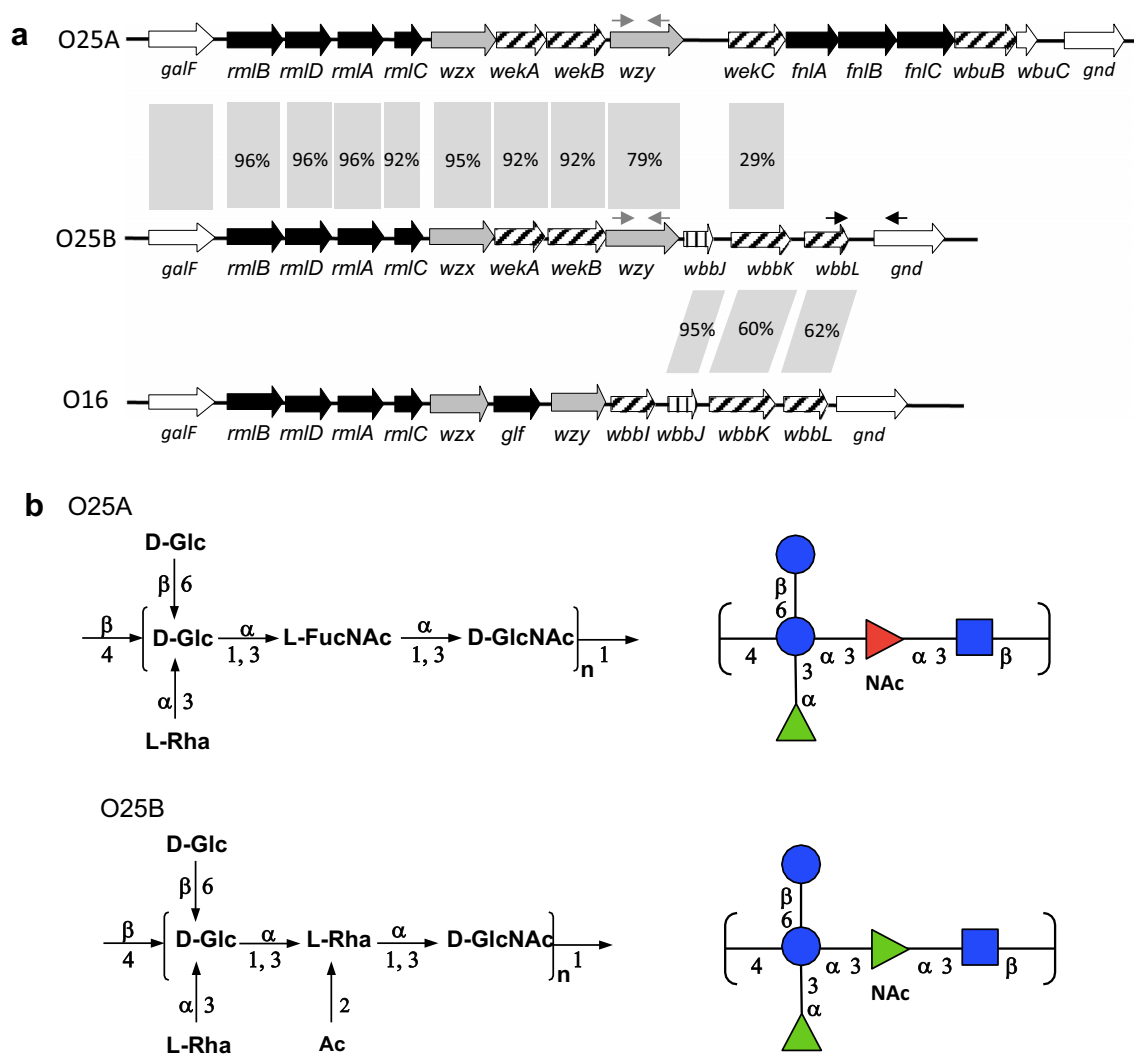 a
O25A
galF rmlB rmlD rmlA rmlC wzx wekA wekB wzy wekC fnlA fnlB fnlC wbuB wbuC gnd
96% 96% 96% 92% 95% 92% 92% 79% 29%
O25B
galF rmlB rmlD rmlA rmlC wzx wekA wekB wzy wbbJ wbbK wbbL gnd
95% 60% 62%
O16
galF rmlB rmlD rmlA rmlC wzx glf wzy wbbI wbbJ wbbK wbbL gnd
b
O25A
D-Glc
β 6
β 4 [ D-Glc α 1, 3 L-FucNAc α 1, 3 D-GlcNAc ] n 1
α 3
L-Rha
β
6
4 α 3 α 3 β
3
NAc
α
O25B
D-Glc
β 6
β 4 [ D-Glc α 1, 3 L-Rha α 1, 3 D-GlcNAc ] n 1
α 3 2
L-Rha Ac
β
6
4 α 3 α 3 β
3
NAc
α